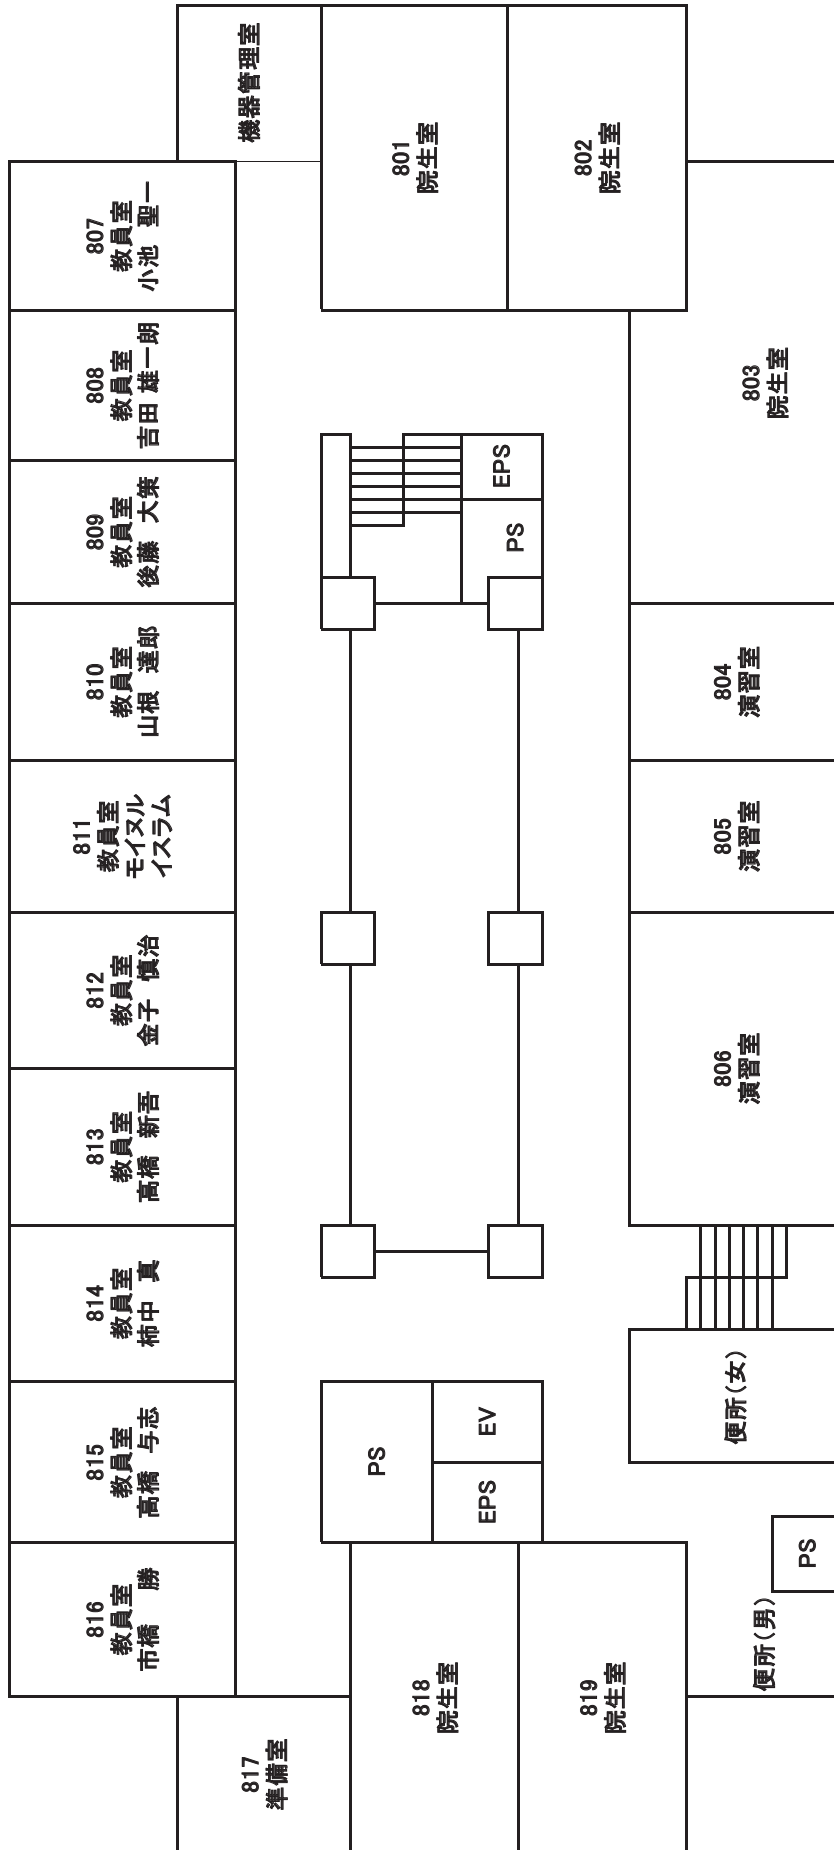 機器管理室
801
院生室
802
院生室
807
教員室
小池 聖一
808
教員室
吉田 雄一朗
809
教員室
後藤 大策
810
教員室
山根 達郎
811
教員室
モイヌル
イスラム
812
教員室
金子 慎治
813
教員室
高橋 新吾
814
教員室
柿中 真
815
教員室
高橋 与志
816
教員室
市橋 勝
817
準備室
EPS
PS
803
院生室
804
演習室
805
演習室
806
演習室
PS
EV
EPS
便所(女)
PS
便所(男)
818
院生室
819
院生室